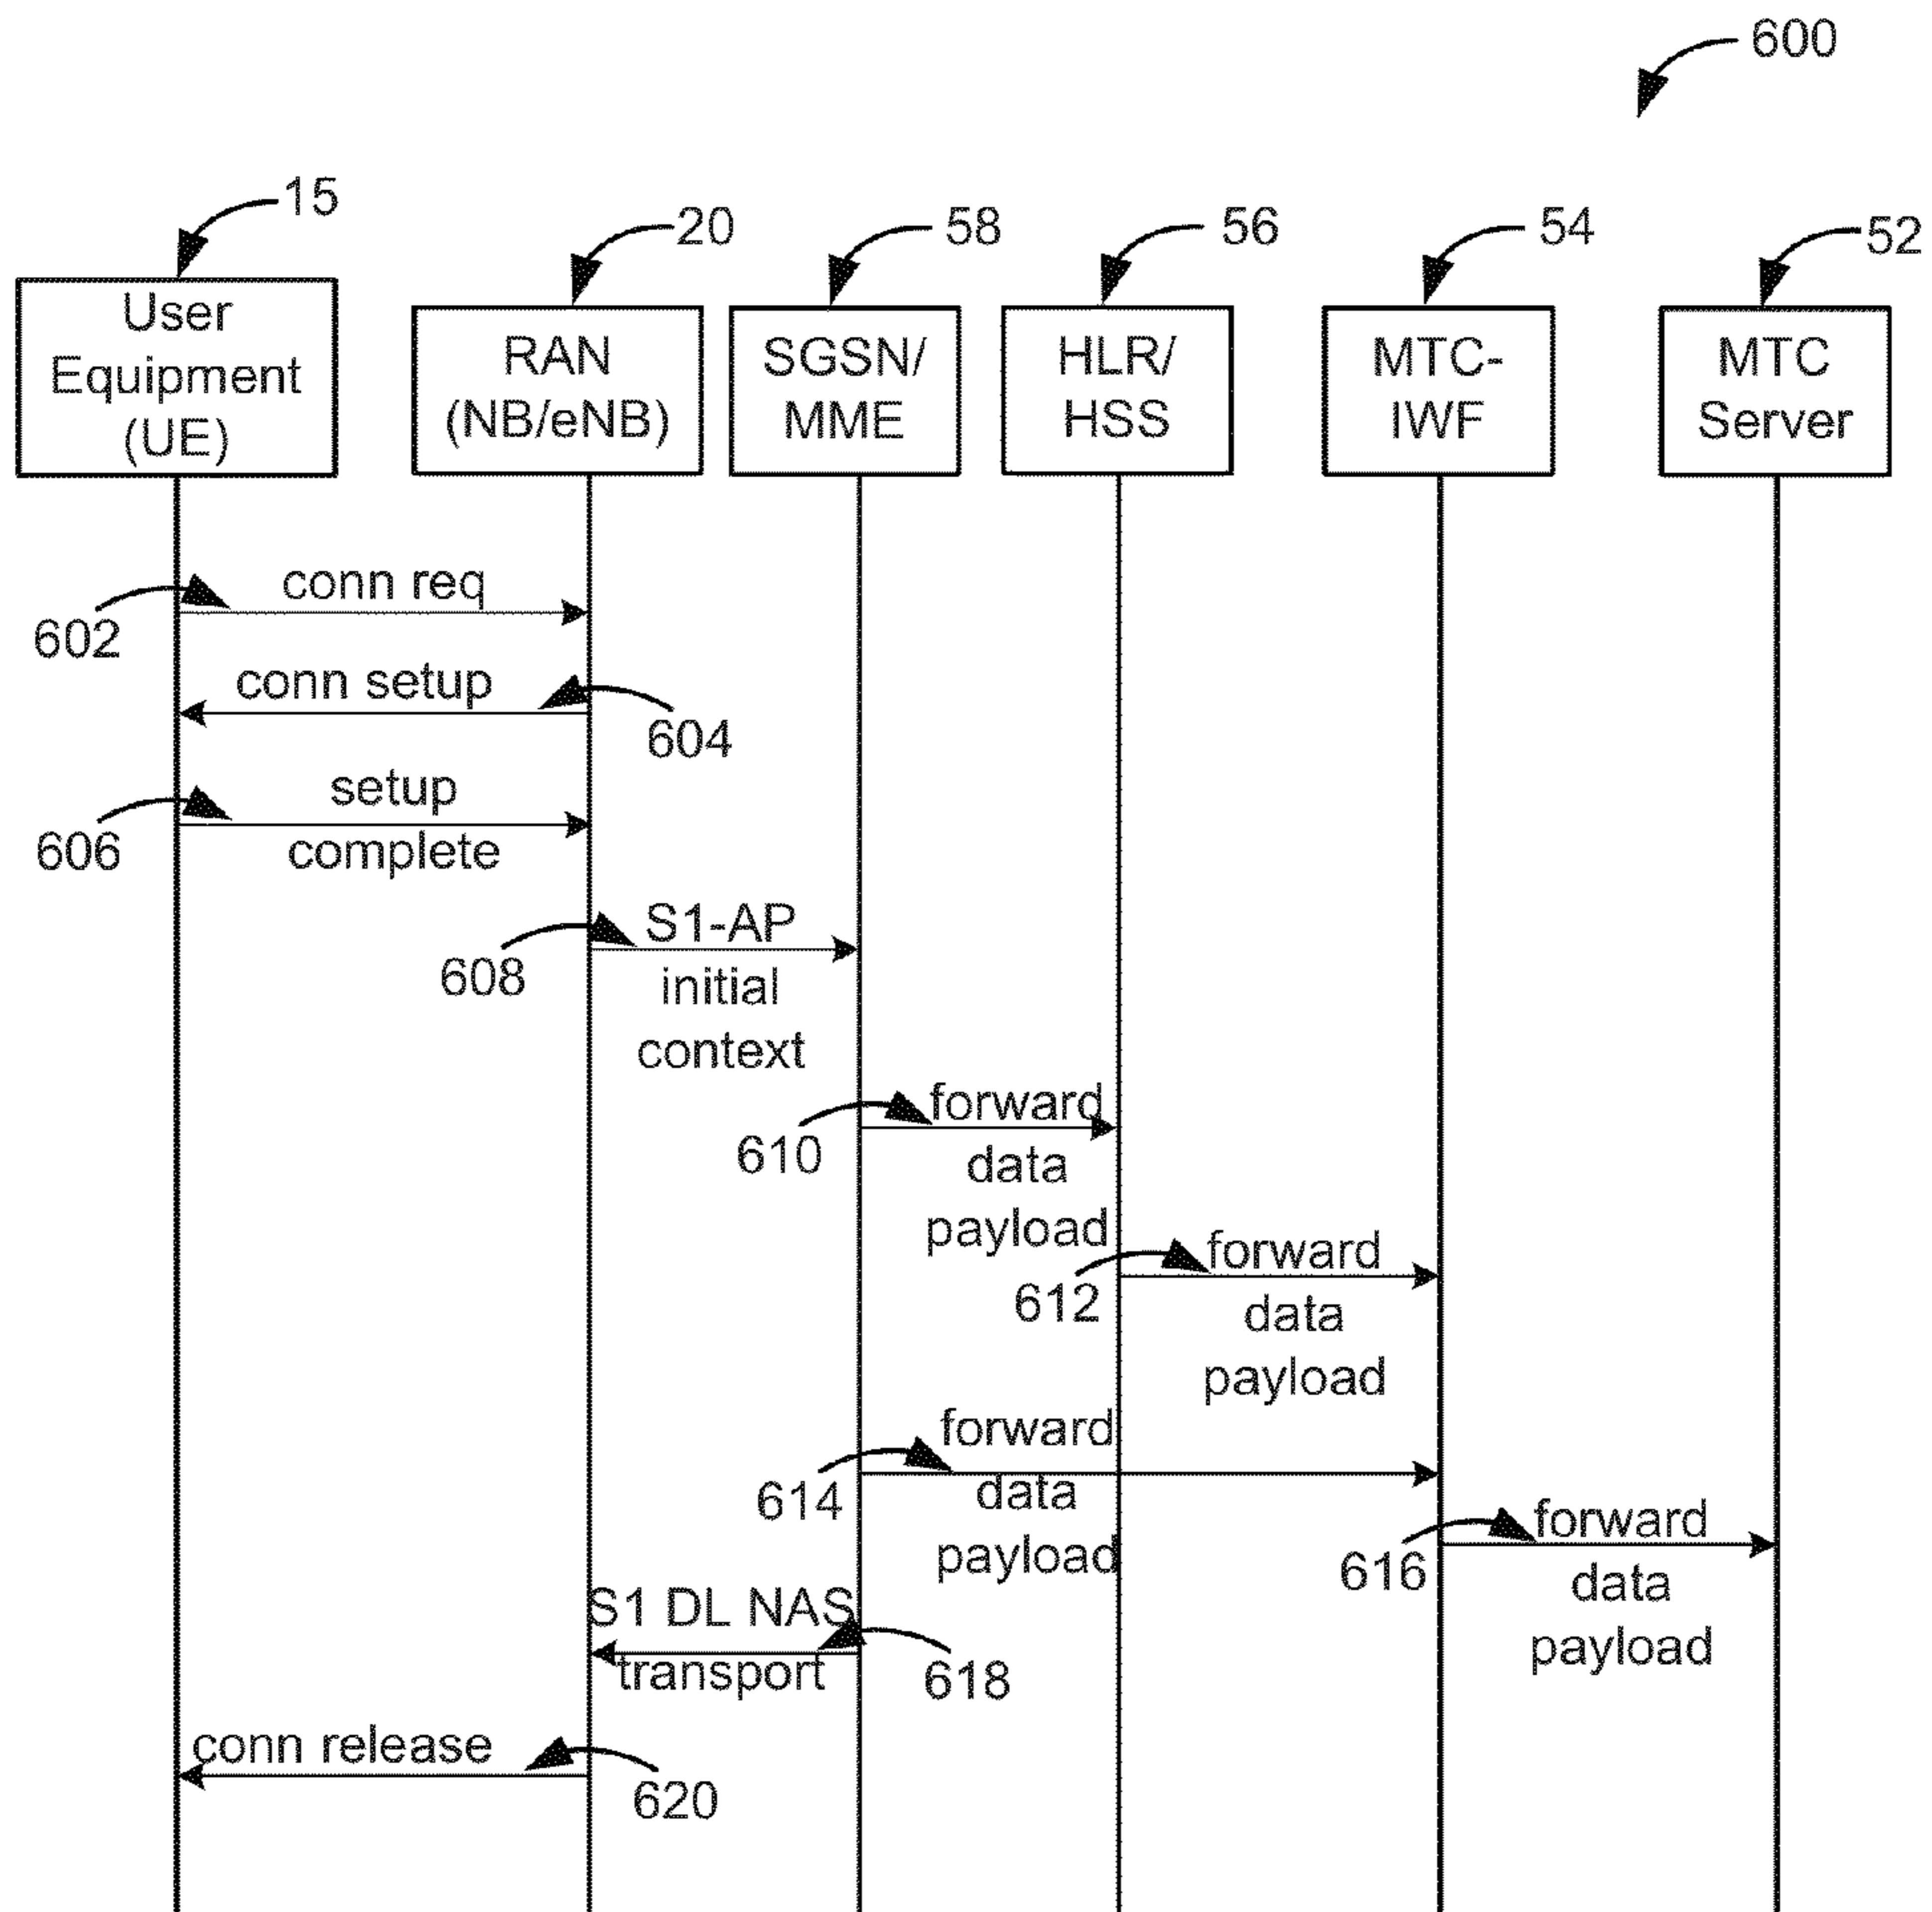 600
15
20
58
56
54
52
User
Equipment
(UE)
RAN
(NB/eNB)
SGSN/
MME
HLR/
HSS
MTC-
IWF
MTC
Server
conn req
602
conn setup
604
setup
complete
606
S1-AP
initial
context
608
forward
data
payload
610
forward
data
payload
612
forward
data
payload
614
forward
data
payload
616
S1 DL NAS
transport
618
conn release
620